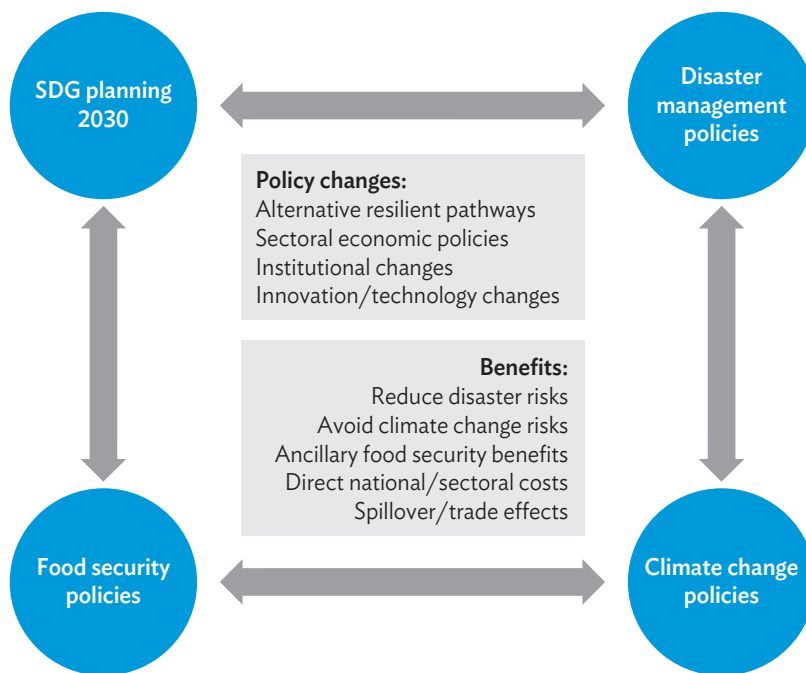 SDG planning
2030
Disaster
management
policies
Policy changes:
Alternative resilient pathways
Sectoral economic policies
Institutional changes
Innovation/technology changes
Benefits:
Reduce disaster risks
Avoid climate change risks
Ancillary food security benefits
Direct national/sectoral costs
Spillover/trade effects
Food security
policies
Climate change
policies